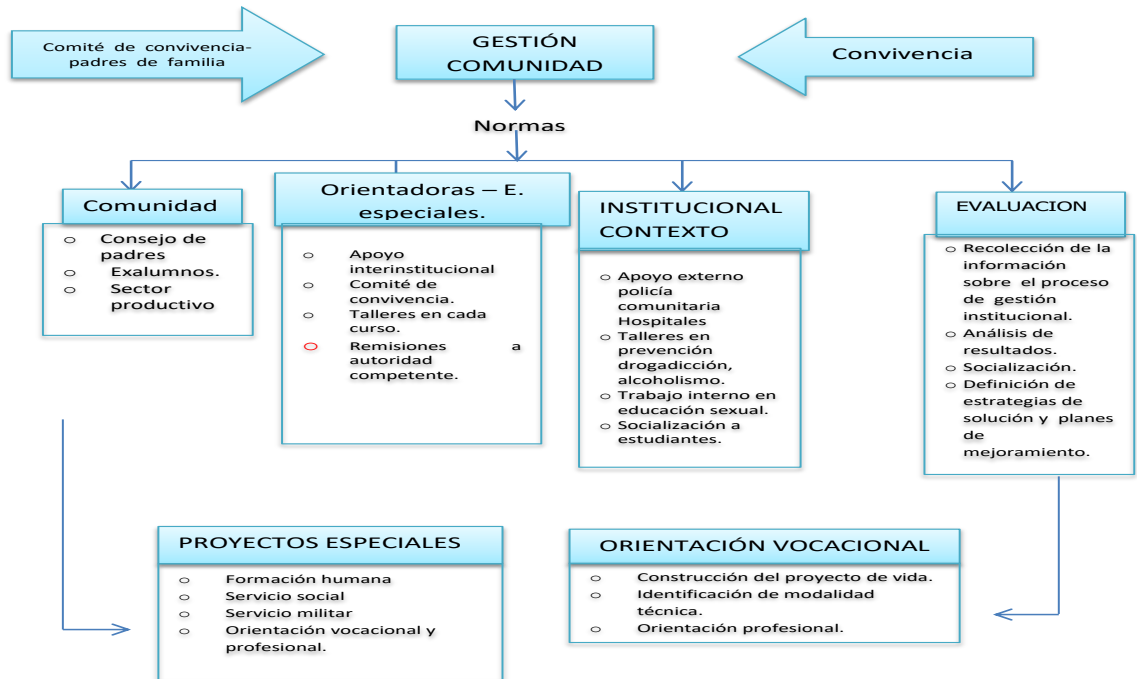 Comité de convivencia-
padres de familia
GESTIÓN
COMUNIDAD
Convivencia
Normas
Comunidad
o Consejo de
padres
o Exalumnos.
o Sector
productivo
Orientadoras – E.
especiales.
o Apoyo
interinstitucional
o Comité de
convivencia.
o Talleres en cada
curso.
o Remisiones a
autoridad
competente.
INSTITUCIONAL
CONTEXTO
o Apoyo externo
policía
comunitaria
Hospitales
o Talleres en
prevención
drogadicción,
alcoholismo.
o Trabajo interno en
educación sexual.
o Socialización a
estudiantes.
EVALUACION
o Recolección de la
información
sobre el proceso
de gestión
institucional.
o Análisis de
resultados.
o Socialización.
o Definición de
estrategias de
solución y planes
de
mejoramiento.
PROYECTOS ESPECIALES
o Formación humana
o Servicio social
o Servicio militar
o Orientación vocacional y
profesional.
ORIENTACIÓN VOCACIONAL
o Construcción del proyecto de vida.
o Identificación de modalidad
técnica.
o Orientación profesional.